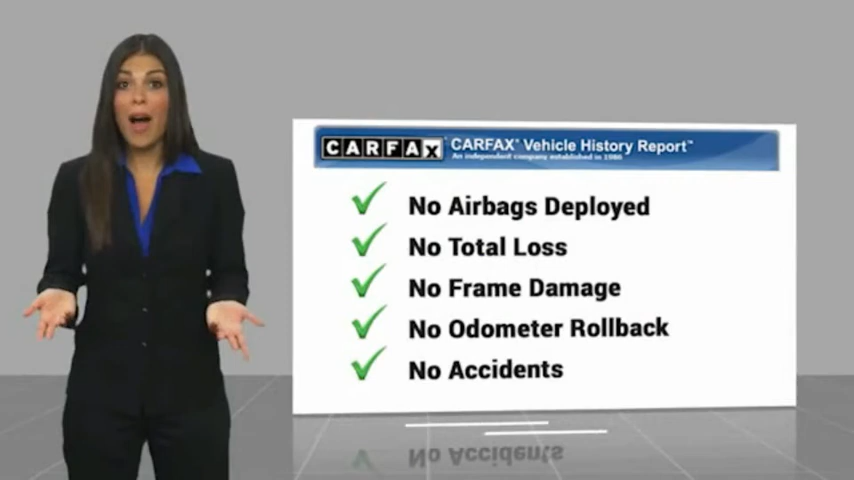 CARFAX CARFAX® Vehicle History Report™
An independent company established in 1986
No Airbags Deployed
No Total Loss
No Frame Damage
No Odometer Rollback
No Accidents
No Accidents